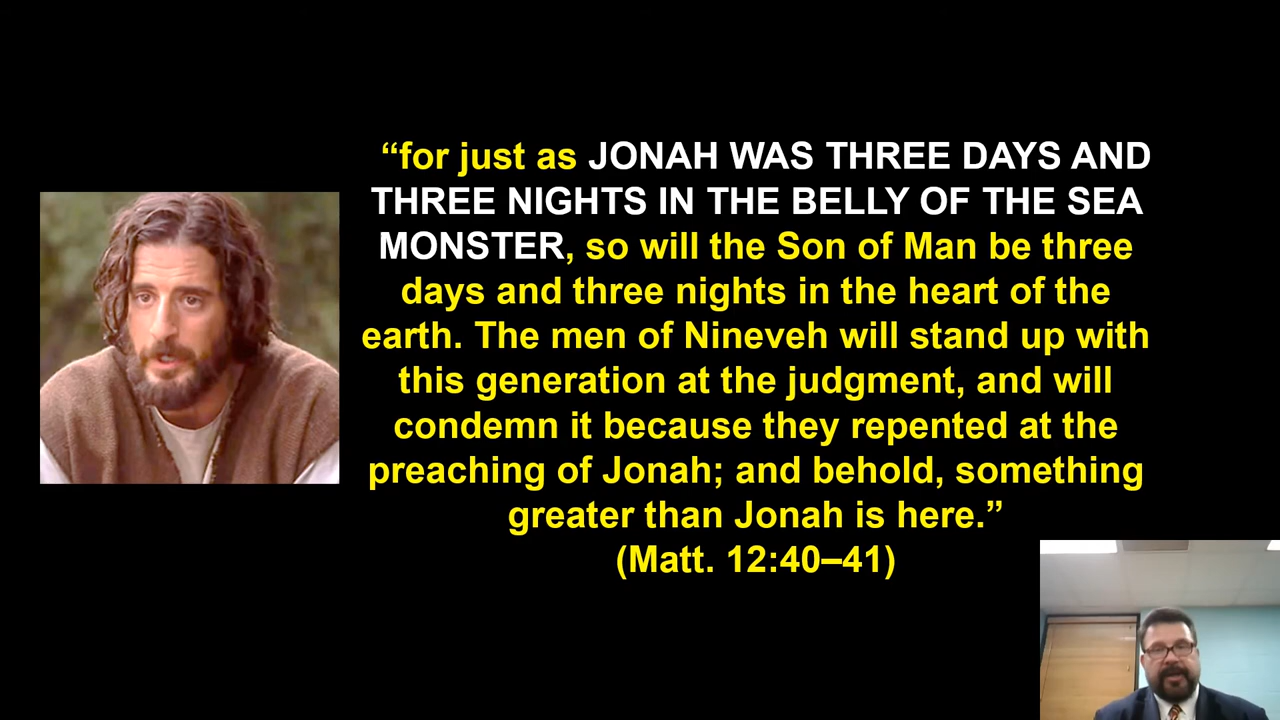 “for just as JONAH WAS THREE DAYS AND
THREE NIGHTS IN THE BELLY OF THE SEA
MONSTER, so will the Son of Man be three
days and three nights in the heart of the
earth. The men of Nineveh will stand up with
this generation at the judgment, and will
condemn it because they repented at the
preaching of Jonah; and behold, something
greater than Jonah is here.”
(Matt. 12:40–41)